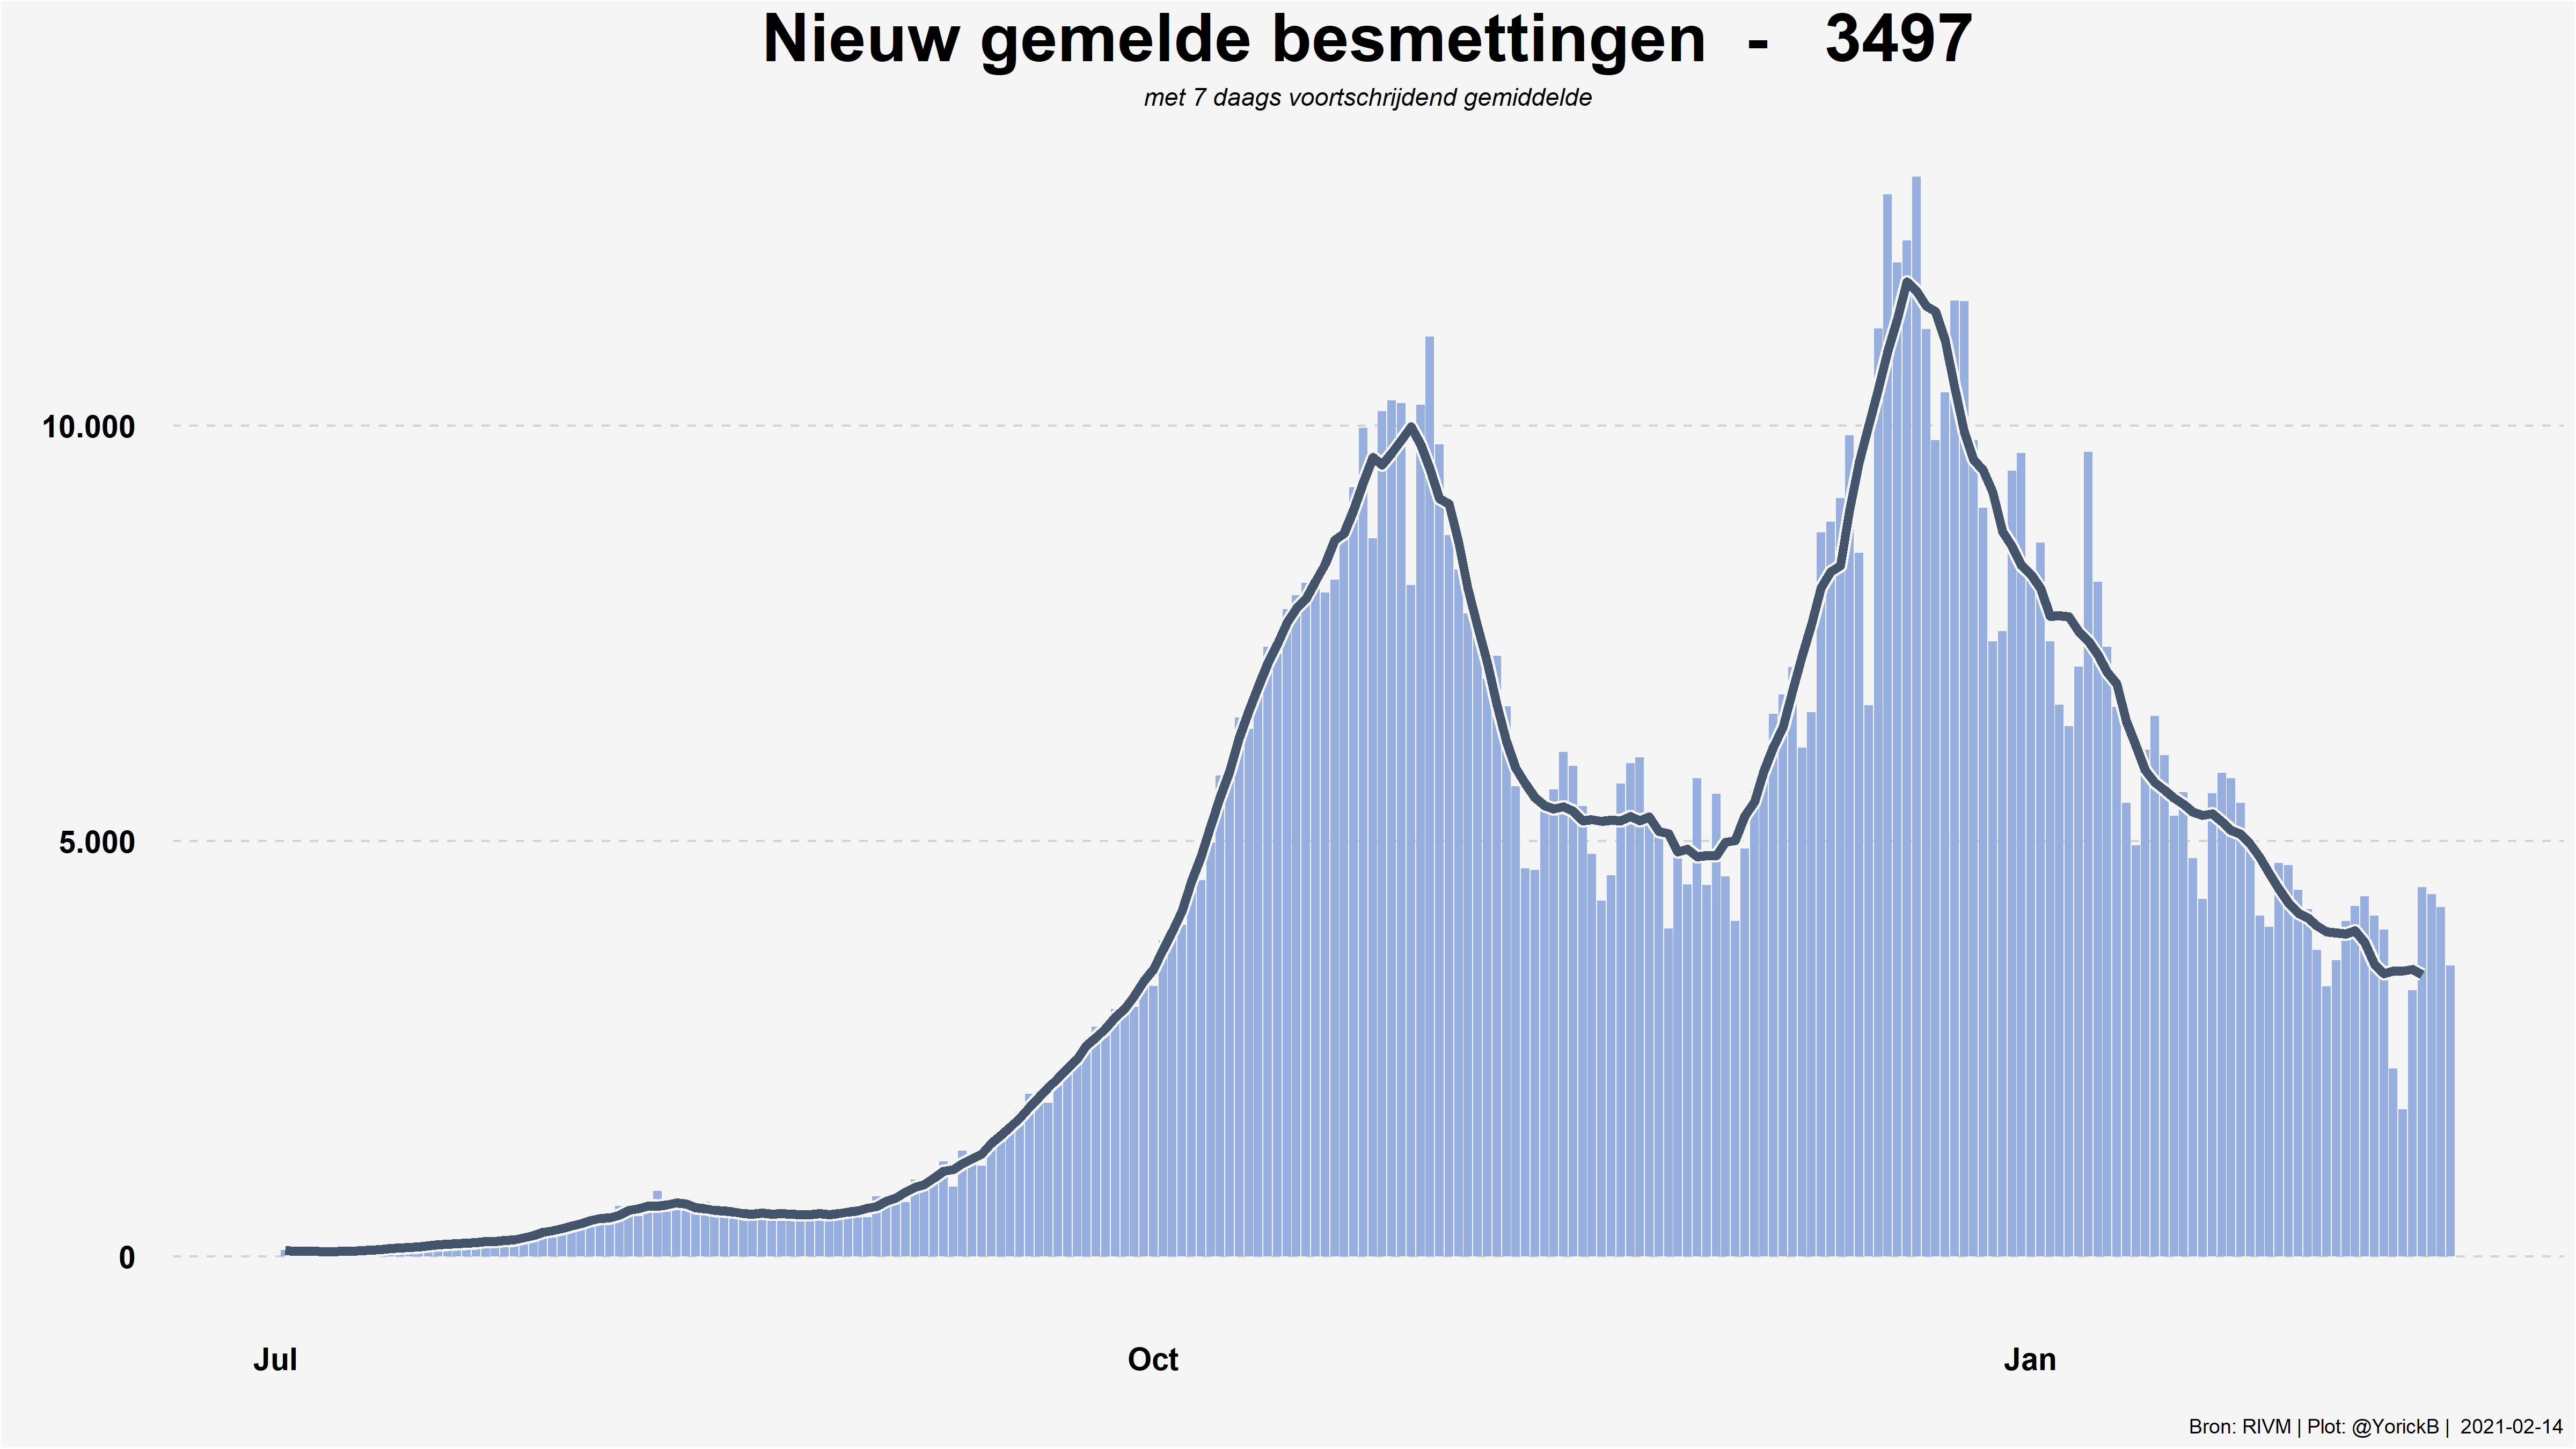 Nieuw gemelde besmettingen - 3497
met 7 daags voortschrijdend gemiddelde
10.000
5.000
0
Jul Oct Jan
Bron: RIVM | Plot: @YorickB | 2021-02-14